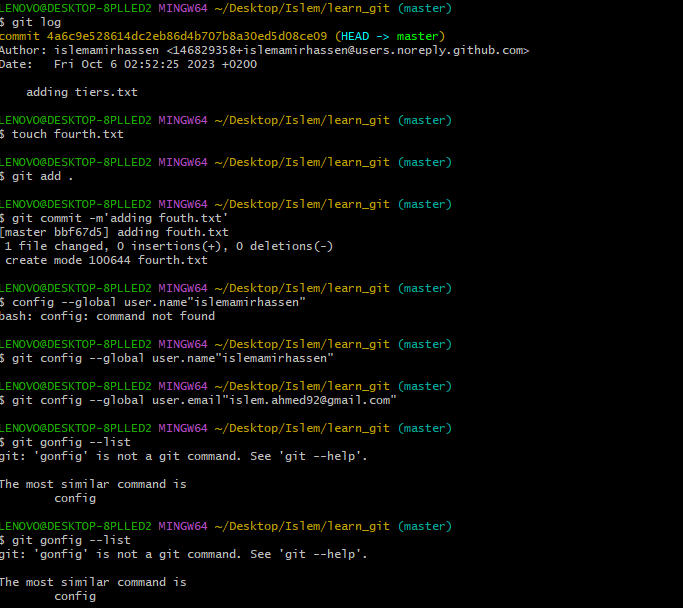 LENOVO@DESKTOP-8PLLED2 MINGW64 ~/Desktop/Islem/learn_git (master)
$ git log
commit 4a6c9e528614dc2eb86d4b707b8a30ed5d08ce09 (HEAD -> master)
Author: islemamirhassen <146829358+islemamirhassen@users.noreply.github.com>
Date:   Fri Oct 6 02:52:25 2023 +0200
    adding tiers.txt
LENOVO@DESKTOP-8PLLED2 MINGW64 ~/Desktop/Islem/learn_git (master)
$ touch fourth.txt
LENOVO@DESKTOP-8PLLED2 MINGW64 ~/Desktop/Islem/learn_git (master)
$ git add .
LENOVO@DESKTOP-8PLLED2 MINGW64 ~/Desktop/Islem/learn_git (master)
$ git commit -m'adding fouth.txt'
[master bbf67d5] adding fouth.txt
 1 file changed, 0 insertions(+), 0 deletions(-)
 create mode 100644 fourth.txt
LENOVO@DESKTOP-8PLLED2 MINGW64 ~/Desktop/Islem/learn_git (master)
$ config --global user.name"islemamirhassen"
bash: config: command not found
LENOVO@DESKTOP-8PLLED2 MINGW64 ~/Desktop/Islem/learn_git (master)
$ git config --global user.name"islemamirhassen"
LENOVO@DESKTOP-8PLLED2 MINGW64 ~/Desktop/Islem/learn_git (master)
$ git config --global user.email"islem.ahmed92@gmail.com"
LENOVO@DESKTOP-8PLLED2 MINGW64 ~/Desktop/Islem/learn_git (master)
$ git gonfig --list
git: 'gonfig' is not a git command. See 'git --help'.
The most similar command is
        config
LENOVO@DESKTOP-8PLLED2 MINGW64 ~/Desktop/Islem/learn_git (master)
$ git gonfig --list
git: 'gonfig' is not a git command. See 'git --help'.
The most similar command is
        config